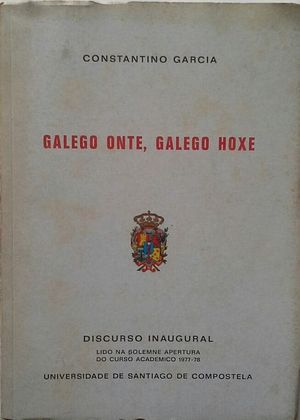 CONSTANTINO GARCIA
GALEGO ONTE, GALEGO HOXE
DISCURSO INAUGURAL
LIDO NA SOLEMNE APERTURA
DO CURSO ACADEMICO 1977-78
UNIVERSIDADE DE SANTIAGO DE COMPOSTELA